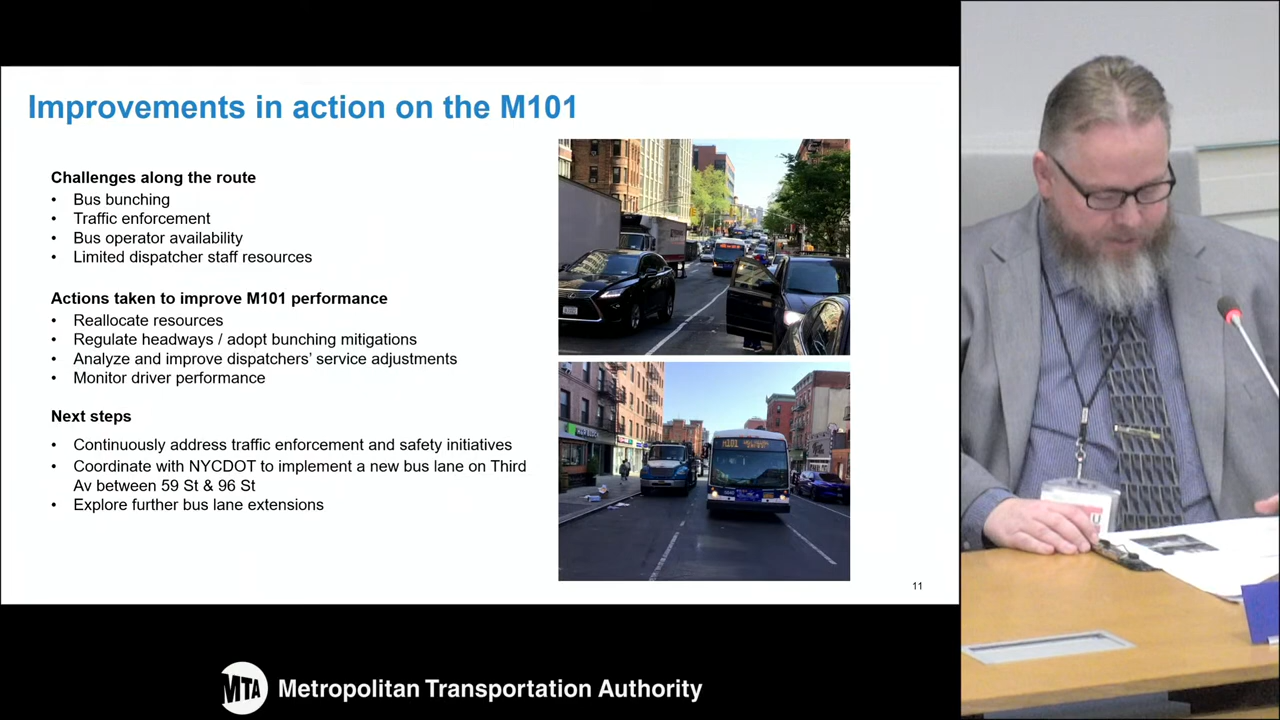 Improvements in action on the M101
Challenges along the route
• Bus bunching
• Traffic enforcement
• Bus operator availability
• Limited dispatcher staff resources
Actions taken to improve M101 performance
• Reallocate resources
• Regulate headways / adopt bunching mitigations
• Analyze and improve dispatchers’ service adjustments
• Monitor driver performance
Next steps
• Continuously address traffic enforcement and safety initiatives
• Coordinate with NYCDOT to implement a new bus lane on Third
Av between 59 St & 96 St
• Explore further bus lane extensions
M101
11
MTA Metropolitan Transportation Authority
U